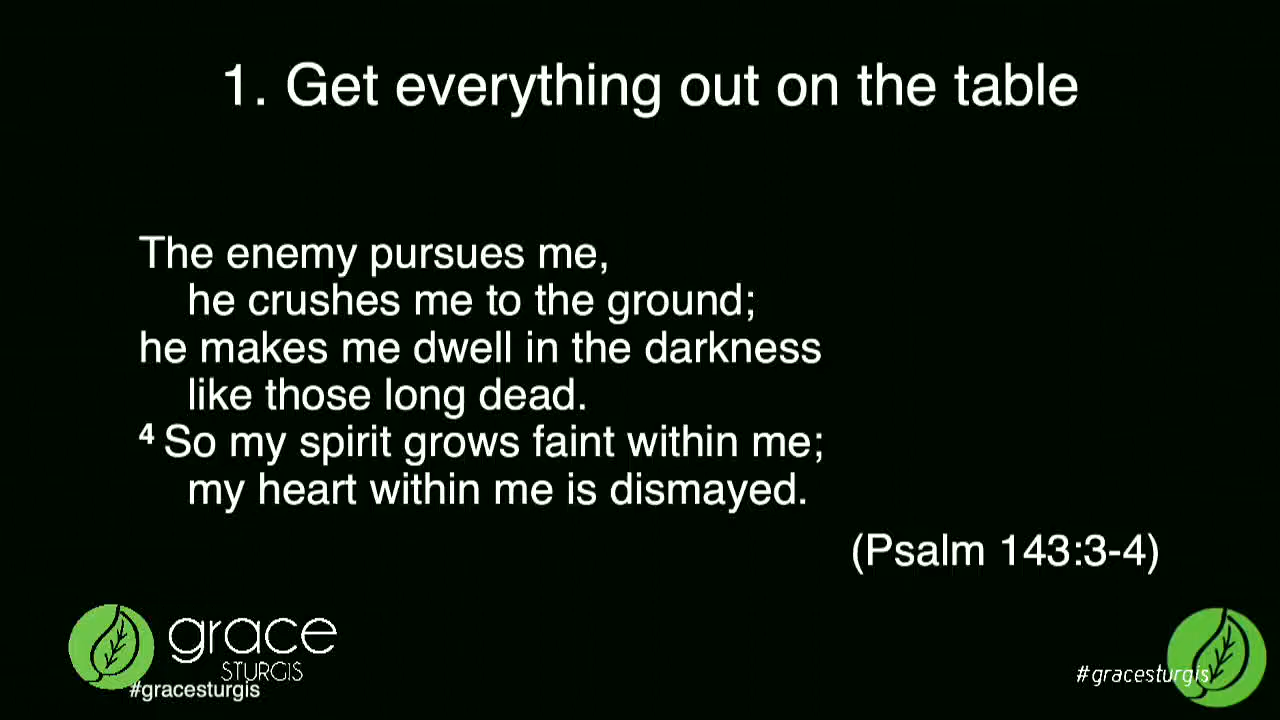 1. Get everything out on the table
The enemy pursues me,
he crushes me to the ground;
he makes me dwell in the darkness
like those long dead.
4 So my spirit grows faint within me;
my heart within me is dismayed.
(Psalm 143:3-4)
grace
STURGIS
#gracesturgis
#gracesturgis